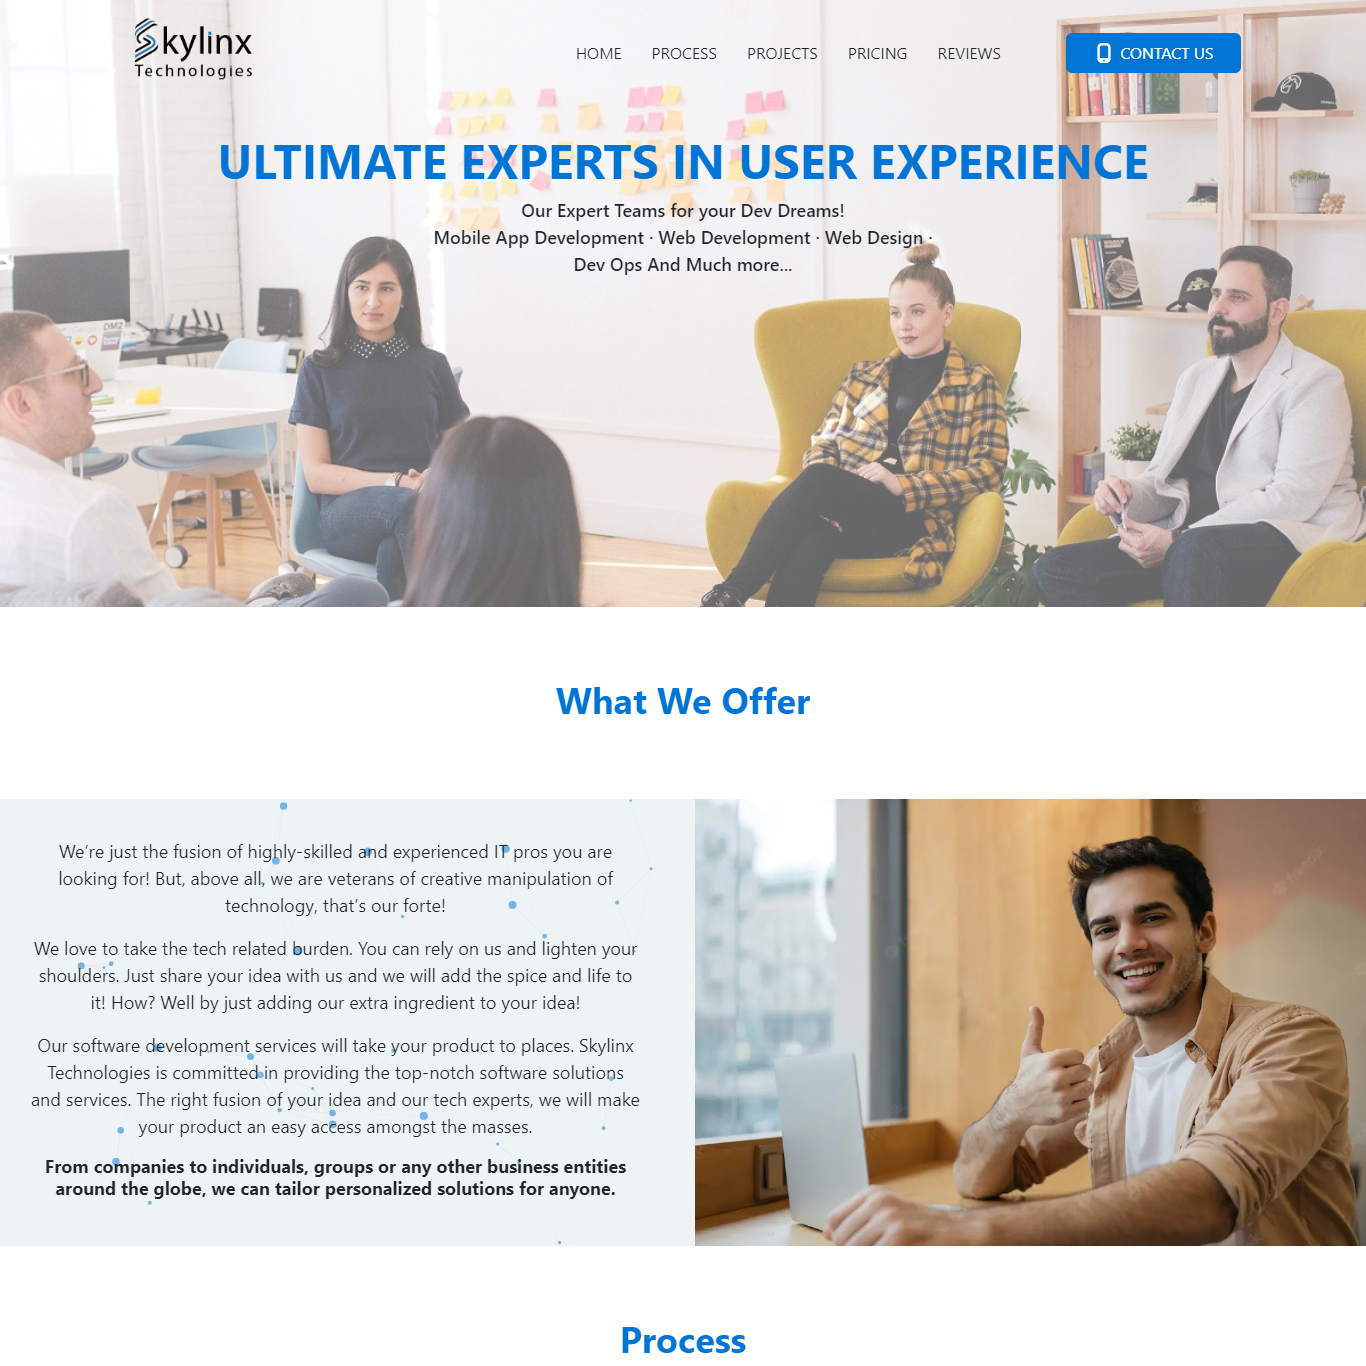 Skylinx
Technologies
HOME PROCESS PROJECTS PRICING REVIEWS CONTACT US
ULTIMATE EXPERTS IN USER EXPERIENCE
Our Expert Teams for your Dev Dreams!
Mobile App Development · Web Development · Web Design ·
Dev Ops And Much more...
What We Offer
We’re just the fusion of highly-skilled and experienced IT pros you are
looking for! But, above all, we are veterans of creative manipulation of
technology, that’s our forte!
We love to take the tech related burden. You can rely on us and lighten your
shoulders. Just share your idea with us and we will add the spice and life to
it! How? Well by just adding our extra ingredient to your idea!
Our software development services will take your product to places. Skylinx
Technologies is committed in providing the top-notch software solutions
and services. The right fusion of your idea and our tech experts, we will make
your product an easy access amongst the masses.
From companies to individuals, groups or any other business entities
around the globe, we can tailor personalized solutions for anyone.
Process